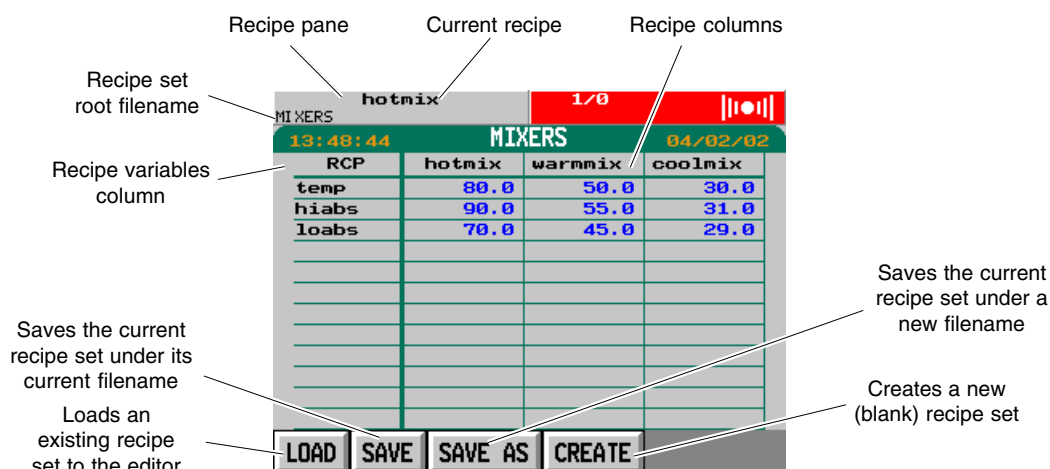 Recipe pane
Current recipe
Recipe columns
Recipe set
root filename
hotmix
1/0
MIXERS
13:48:44
MIXERS
04/02/02
Recipe variables
column
RCP hotmix warmmix coolmix
temp 80.0 50.0 30.0
hiabs 90.0 55.0 31.0
loabs 70.0 45.0 29.0
Saves the current
recipe set under a
new filename
Saves the current
recipe set under its
current filename
Creates a new
(blank) recipe set
Loads an
existing recipe
set to the editor
LOAD SAVE SAVE AS CREATE